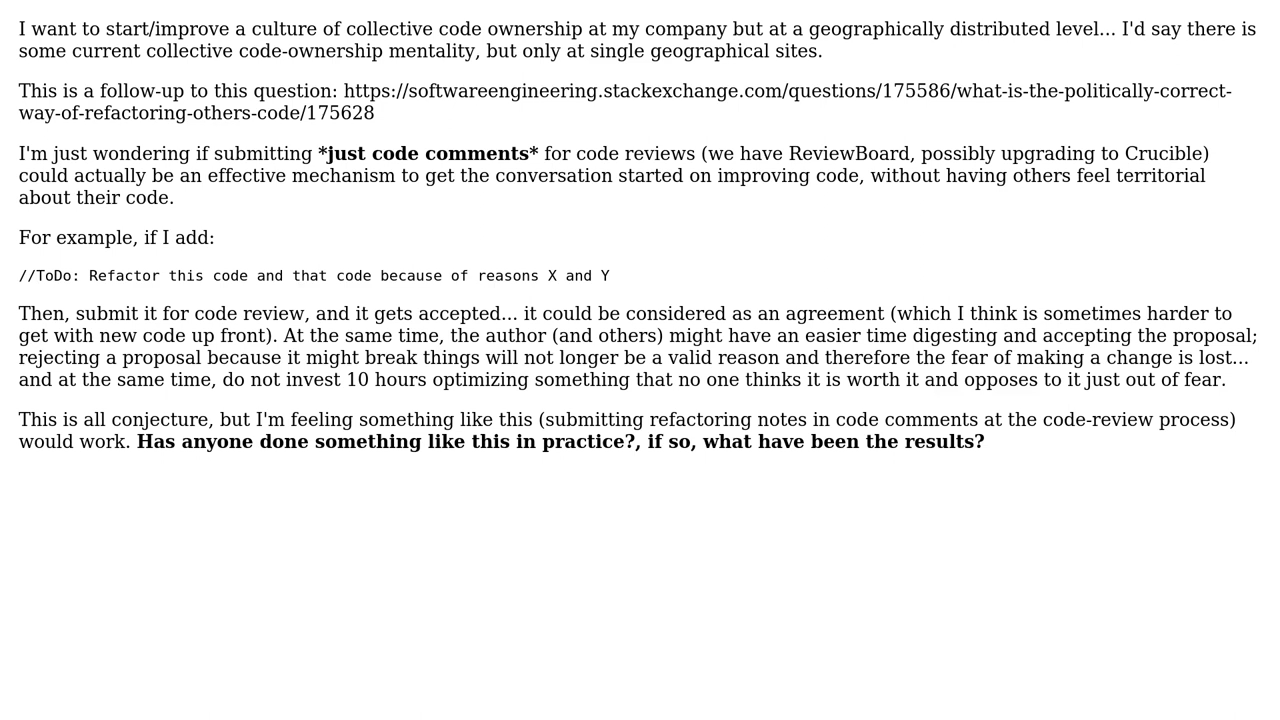 I want to start/improve a culture of collective code ownership at my company but at a geographically distributed level... I'd say there is
some current collective code-ownership mentality, but only at single geographical sites.
This is a follow-up to this question: https://softwareengineering.stackexchange.com/questions/175586/what-is-the-politically-correct-
way-of-refactoring-others-code/175628
I'm just wondering if submitting *just code comments* for code reviews (we have ReviewBoard, possibly upgrading to Crucible)
could actually be an effective mechanism to get the conversation started on improving code, without having others feel territorial
about their code.
For example, if I add:
//ToDo: Refactor this code and that code because of reasons X and Y
Then, submit it for code review, and it gets accepted... it could be considered as an agreement (which I think is sometimes harder to
get with new code up front). At the same time, the author (and others) might have an easier time digesting and accepting the proposal;
rejecting a proposal because it might break things will not longer be a valid reason and therefore the fear of making a change is lost...
and at the same time, do not invest 10 hours optimizing something that no one thinks it is worth it and opposes to it just out of fear.
This is all conjecture, but I'm feeling something like this (submitting refactoring notes in code comments at the code-review process)
would work. Has anyone done something like this in practice?, if so, what have been the results?